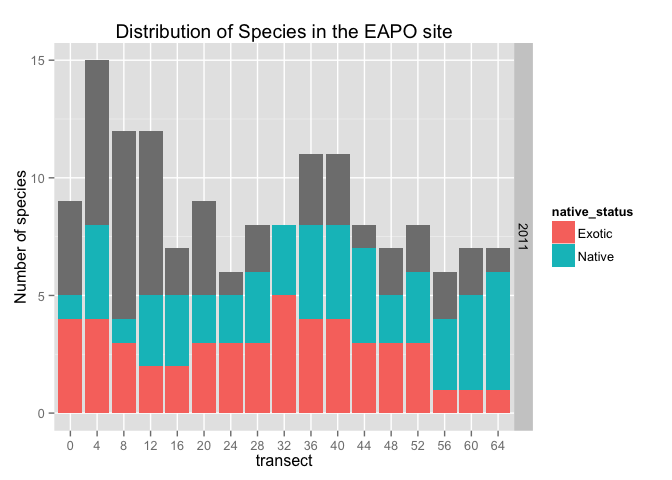 Distribution of Species in the EAPO site
Number of species
15
10
5
0
0 4 8 12 16 20 24 28 32 36 40 44 48 52 56 60 64
transect
2011
native_status
Exotic
Native